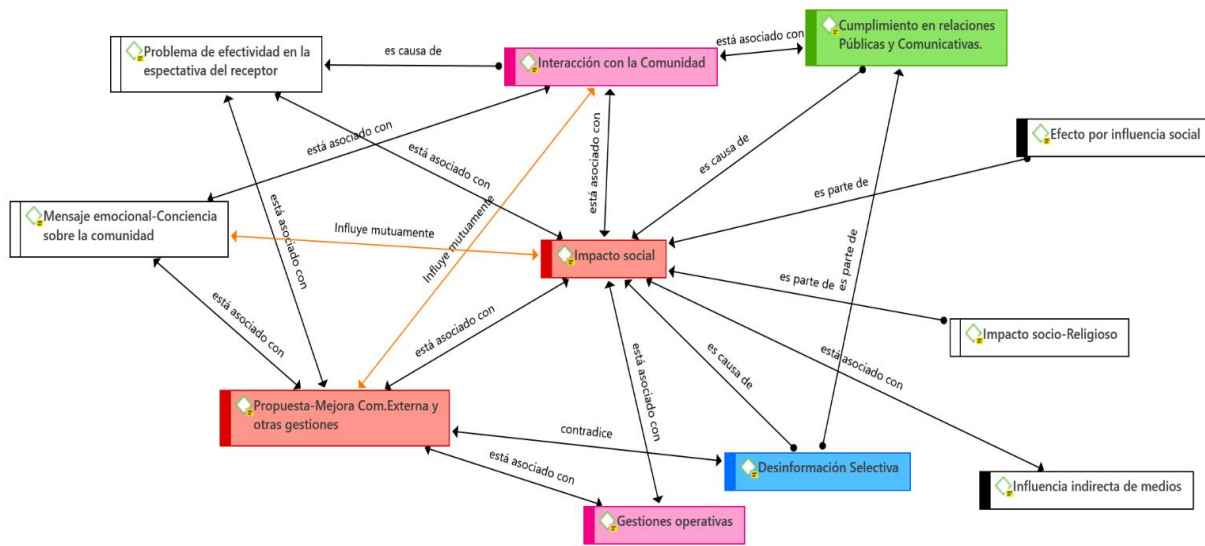 Cumplimiento en relaciones
Públicas y Comunicativas.
Problema de efectividad en la
espectativa del receptor
es causa de
Interacción con la Comunidad
está asociado con
está asociado con
está asociado con
está asociado con
es causa de
Efecto por influencia social
es parte de
Mensaje emocional-Conciencia
sobre la comunidad
Influye mutuamente
está asociado con
Influye mutuamente
Impacto social
es parte de
es parte de
Impacto socio-Religioso
está asociado con
está asociado con
está asociado con
es causa de
está asociado con
Propuesta-Mejora Com.Externa y
otras gestiones
contradice
Desinformación Selectiva
está asociado con
Influencia indirecta de medios
Gestiones operativas